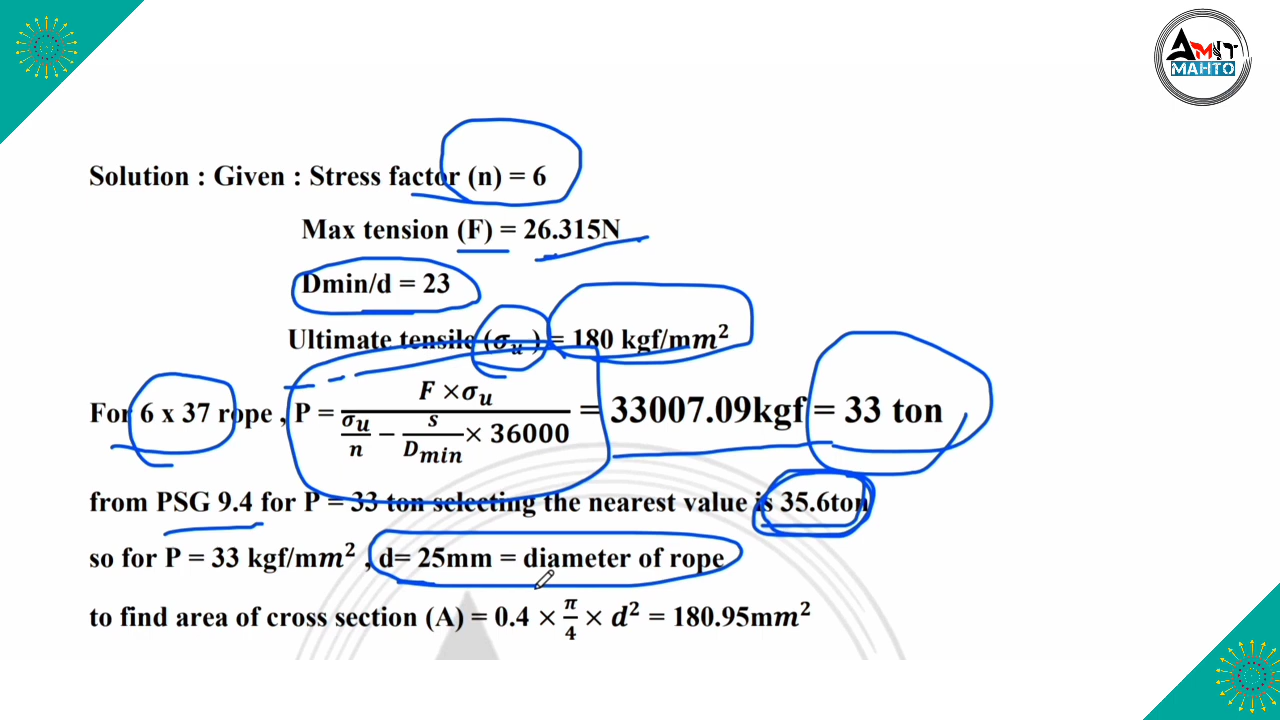 AMIT
MAHTO
Solution : Given : Stress factor (n) = 6
Max tension (F) = 26.315N
Dmin/d = 23
Ultimate tensile (σᵤ ) = 180 kgf/mm²
For 6 x 37 rope , P = (F ×σᵤ) / (σᵤ/n − s/Dₘᵢₙ × 36000) = 33007.09kgf = 33 ton
from PSG 9.4 for P = 33 ton selecting the nearest value is 35.6ton
so for P = 33 kgf/mm² , d= 25mm = diameter of rope
to find area of cross section (A) = 0.4 × π/4 × d² = 180.95mm²